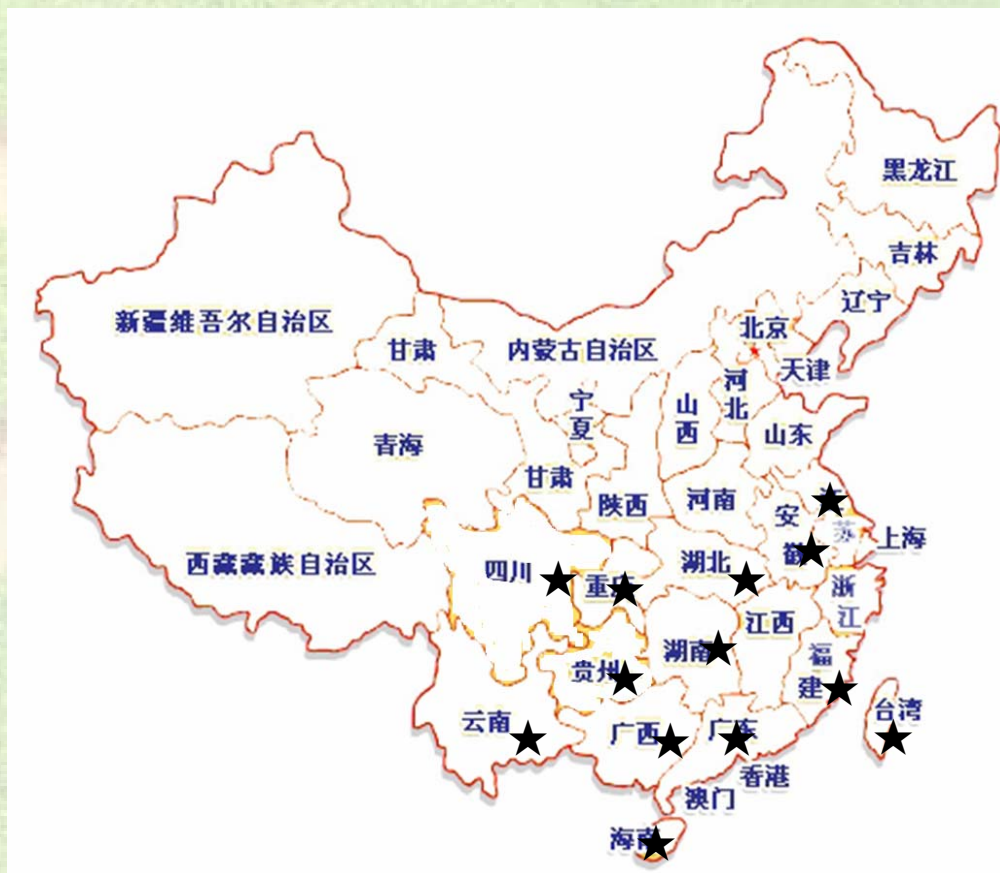 黑龙江
吉林
辽宁
新疆維吾尔自治区
北京
甘肃
内蒙古自治区
天津
河北
宁夏
山西
山东
青海
甘肃
陕西
河南
安
苏
上海
西藏藏族自治区
四川
重
湖北
浙江
江西
湖南
福建
贵州
云南
广西
广东
台湾
香港
澳门
海南